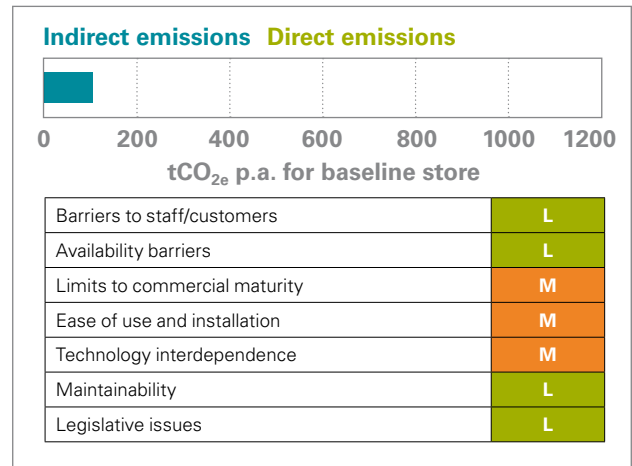 Indirect emissions Direct emissions
0 200 400 600 800 1000 1200
tCO2e p.a. for baseline store
Barriers to staff/customers L
Availability barriers L
Limits to commercial maturity M
Ease of use and installation M
Technology interdependence M
Maintainability L
Legislative issues L